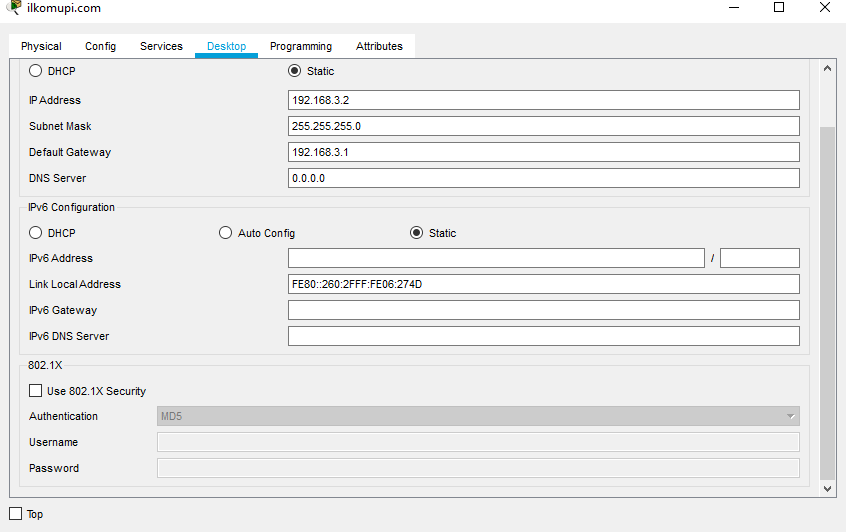 ilkomupi.com
Physical Config Services Desktop Programming Attributes
DHCP Static
IP Address 192.168.3.2
Subnet Mask 255.255.255.0
Default Gateway 192.168.3.1
DNS Server 0.0.0.0
IPv6 Configuration
DHCP Auto Config Static
IPv6 Address /
Link Local Address FE80::260:2FFF:FE06:274D
IPv6 Gateway
IPv6 DNS Server
802.1X
Use 802.1X Security
Authentication MD5
Username
Password
Top